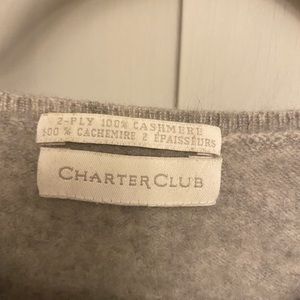 2-PLY 100% CASHMERE
100 % CACHEMIRE 2 ÉPAISSEURS
CHARTER CLUB